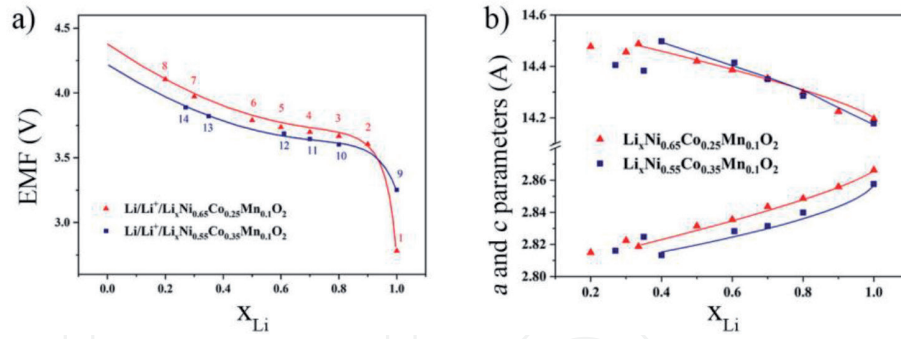 a)
EMF (V)
4.5
4.0
3.5
3.0
8
7
6
5
4
3
2
14
13
12
11
10
9
1
Li/Li⁺/LiₓNi₀.₆₅Co₀.₂₅Mn₀.₁O₂
Li/Li⁺/LiₓNi₀.₅₅Co₀.₃₅Mn₀.₁O₂
0.0 0.2 0.4 0.6 0.8 1.0
X_Li
b)
a and c parameters (A)
14.6
14.4
14.2
2.86
2.84
2.82
2.80
LiₓNi₀.₆₅Co₀.₂₅Mn₀.₁O₂
LiₓNi₀.₅₅Co₀.₃₅Mn₀.₁O₂
0.2 0.4 0.6 0.8 1.0
X_Li